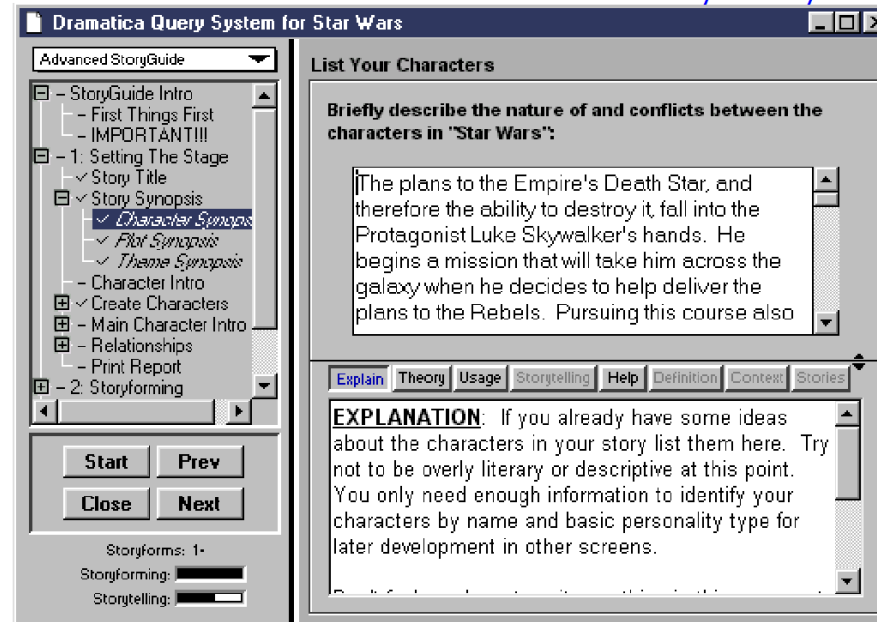 Dramatica Query System for Star Wars
Advanced StoryGuide
StoryGuide Intro
First Things First
IMPORTANT!!!
1: Setting The Stage
Story Title
Story Synopsis
Character Synops
Plot Synopsis
Theme Synopsis
Character Intro
Create Characters
Main Character Intro
Relationships
Print Report
2: Storyforming
Start Prev
Close Next
Storyforms: 1-
Storyforming:
Storytelling:
List Your Characters
Briefly describe the nature of and conflicts between the
characters in "Star Wars":
The plans to the Empire's Death Star, and
therefore the ability to destroy it, fall into the
Protagonist Luke Skywalker's hands. He
begins a mission that will take him across the
galaxy when he decides to help deliver the
plans to the Rebels. Pursuing this course also
Explain Theory Usage Storytelling Help Definition Context Stories
EXPLANATION: If you already have some ideas
about the characters in your story list them here. Try
not to be overly literary or descriptive at this point.
You only need enough information to identify your
characters by name and basic personality type for
later development in other screens.